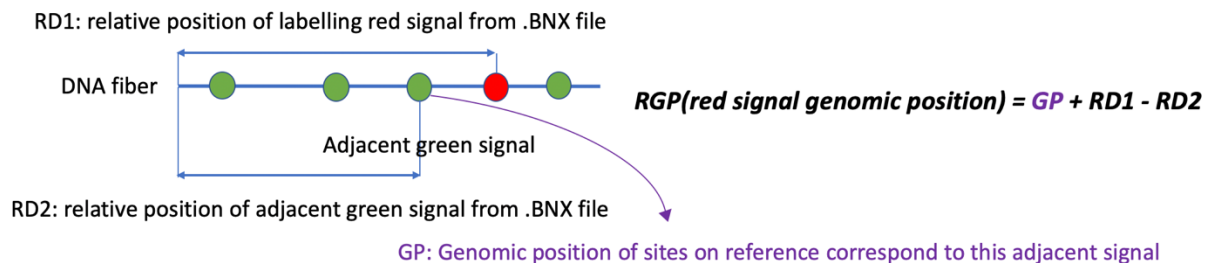 RD1: relative position of labelling red signal from .BNX file
DNA fiber
RGP(red signal genomic position) = GP + RD1 - RD2
Adjacent green signal
RD2: relative position of adjacent green signal from .BNX file
GP: Genomic position of sites on reference correspond to this adjacent signal